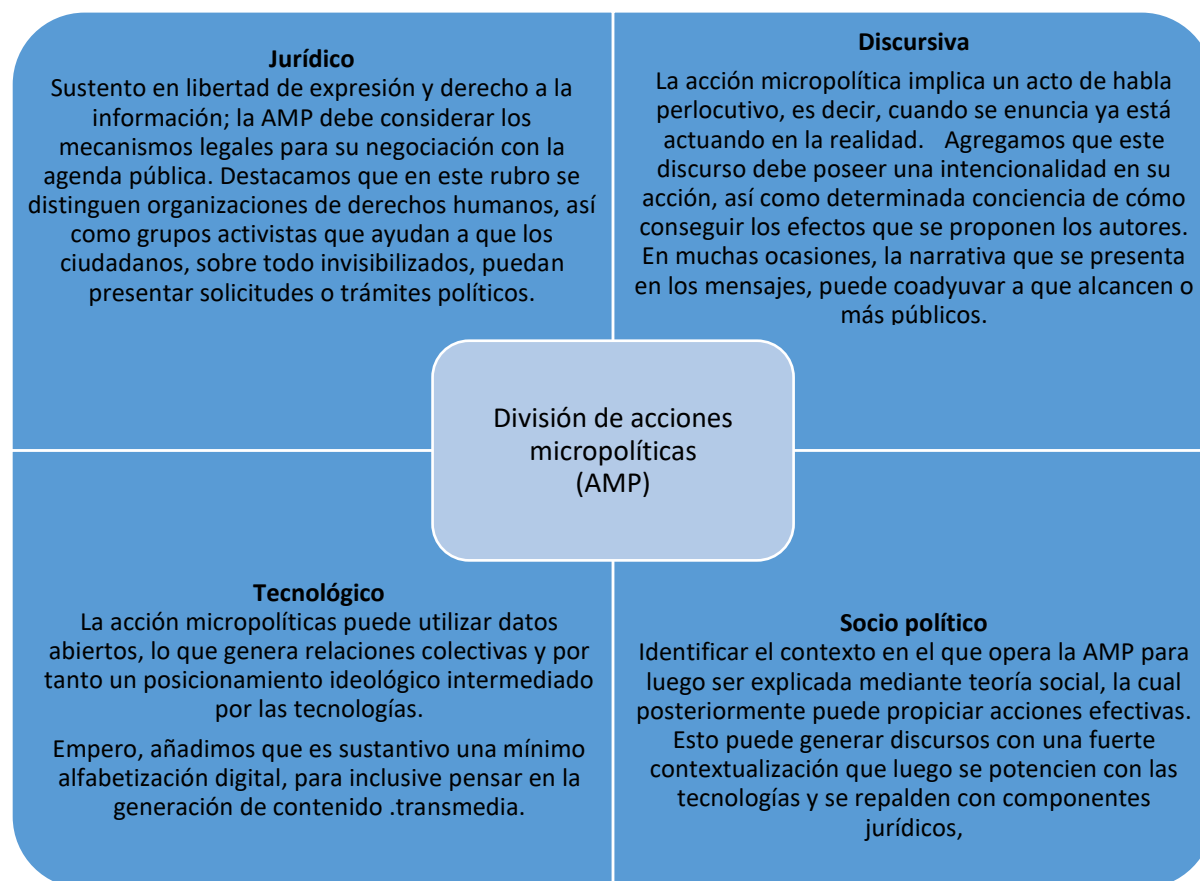 Jurídico
Sustento en libertad de expresión y derecho a la
información; la AMP debe considerar los
mecanismos legales para su negociación con la
agenda pública. Destacamos que en este rubro se
distinguen organizaciones de derechos humanos, así
como grupos activistas que ayudan a que los
ciudadanos, sobre todo invisibilizados, puedan
presentar solicitudes o trámites políticos.
Discursiva
La acción micropolítica implica un acto de habla
perlocutivo, es decir, cuando se enuncia ya está
actuando en la realidad. Agregamos que este
discurso debe poseer una intencionalidad en su
acción, así como determinada conciencia de cómo
conseguir los efectos que se proponen los autores.
En muchas ocasiones, la narrativa que se presenta
en los mensajes, puede coadyuvar a que alcancen o
más públicos.
División de acciones
micropolíticas
(AMP)
Tecnológico
La acción micropolíticas puede utilizar datos
abiertos, lo que genera relaciones colectivas y por
tanto un posicionamiento ideológico intermediado
por las tecnologías.
Empero, añadimos que es sustantivo una mínimo
alfabetización digital, para inclusive pensar en la
generación de contenido .transmedia.
Socio político
Identificar el contexto en el que opera la AMP para
luego ser explicada mediante teoría social, la cual
posteriormente puede propiciar acciones efectivas.
Esto puede generar discursos con una fuerte
contextualización que luego se potencien con las
tecnologías y se repalden con componentes
jurídicos,